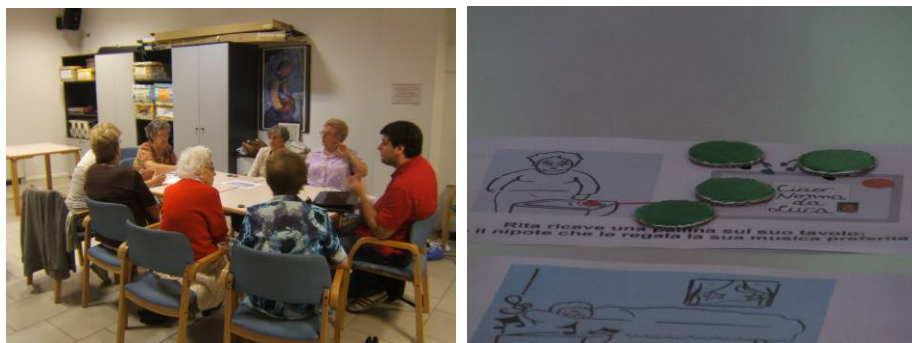 Ciao
Nonna
da
Luca
Rita riceve una pallina sul suo tavolo:
è il nipote che le regala la sua musica preferita